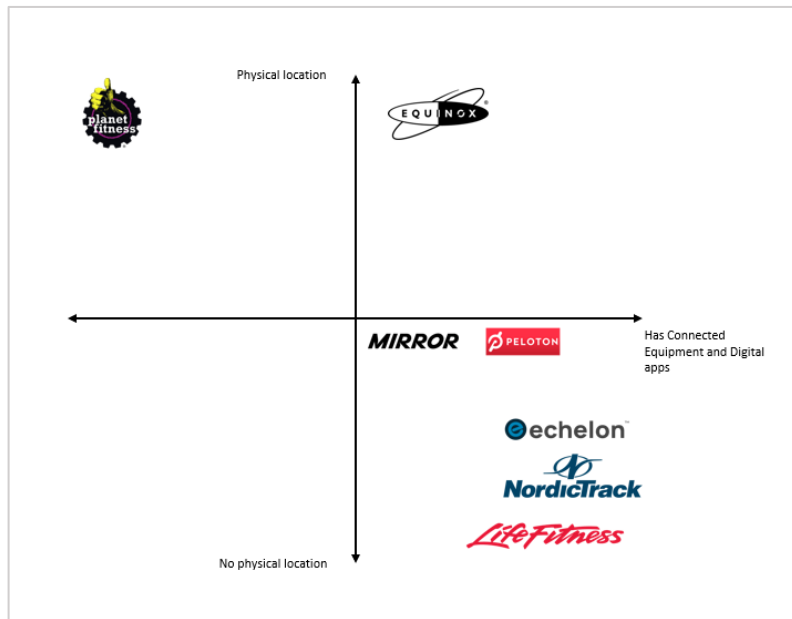 Physical location
planet
fitness
EQUINOX
Has Connected
Equipment and Digital
apps
MIRROR
PELOTON
echelon
NordicTrack
LifeFitness
No physical location